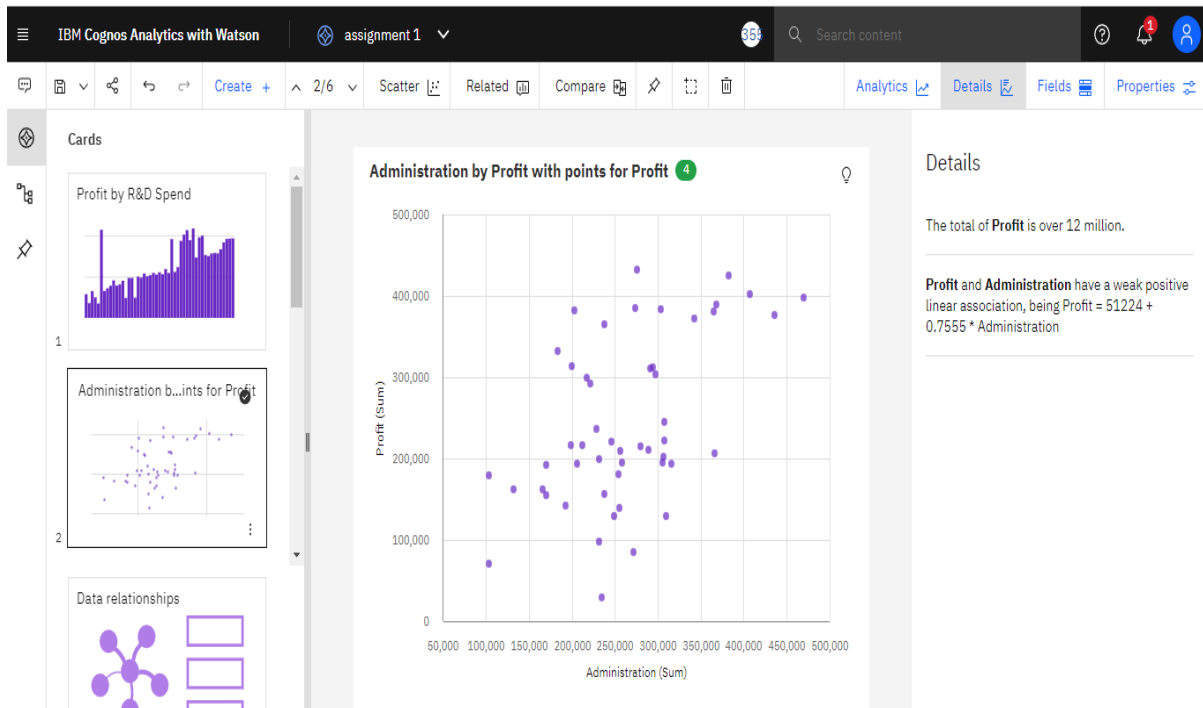 IBM Cognos Analytics with Watson
assignment 1
355
Search content
1
Create +
2/6
Scatter
Related
Compare
Analytics
Details
Fields
Properties
Cards
Profit by R&D Spend
1
Administration b...ints for Profit
2
Data relationships
Administration by Profit with points for Profit 4
500,000
400,000
300,000
200,000
100,000
0
Profit (Sum)
50,000 100,000 150,000 200,000 250,000 300,000 350,000 400,000 450,000 500,000
Administration (Sum)
Details
The total of Profit is over 12 million.
Profit and Administration have a weak positive
linear association, being Profit = 51224 +
0.7555 * Administration